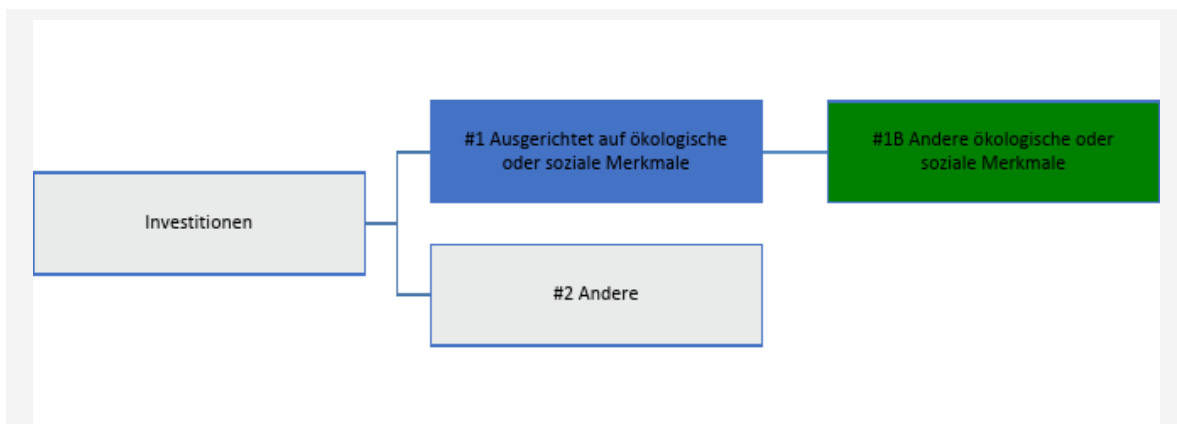 #1 Ausgerichtet auf ökologische
oder soziale Merkmale
#1B Andere ökologische oder
soziale Merkmale
Investitionen
#2 Andere